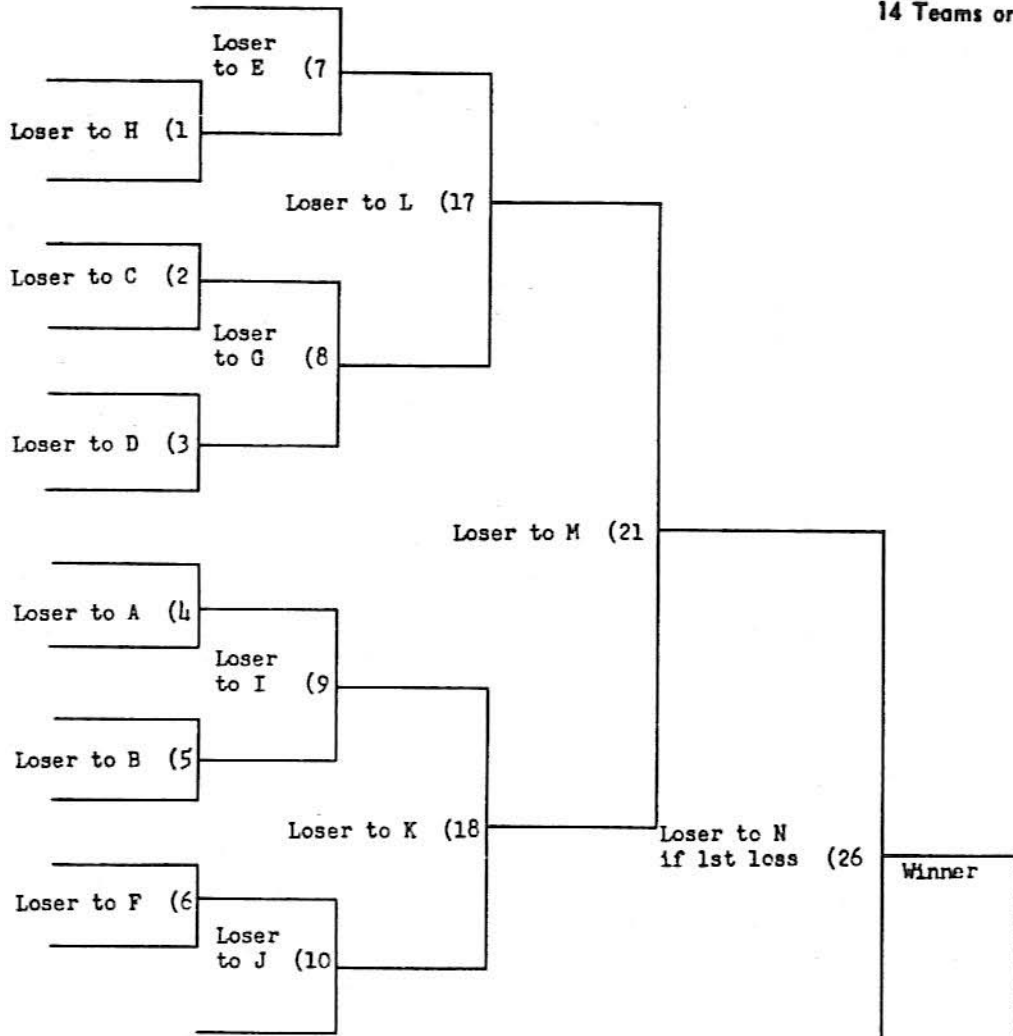 14 Teams or
Loser
to E (7
Loser to H (1
Loser to L (17
Loser to C (2
Loser
to G (8
Loser to D (3
Loser to M (21
Loser to A (4
Loser
to I (9
Loser to B (5
Loser to K (18
Loser to N
if 1st loss (26
Winner
Loser to F (6
Loser
to J (10